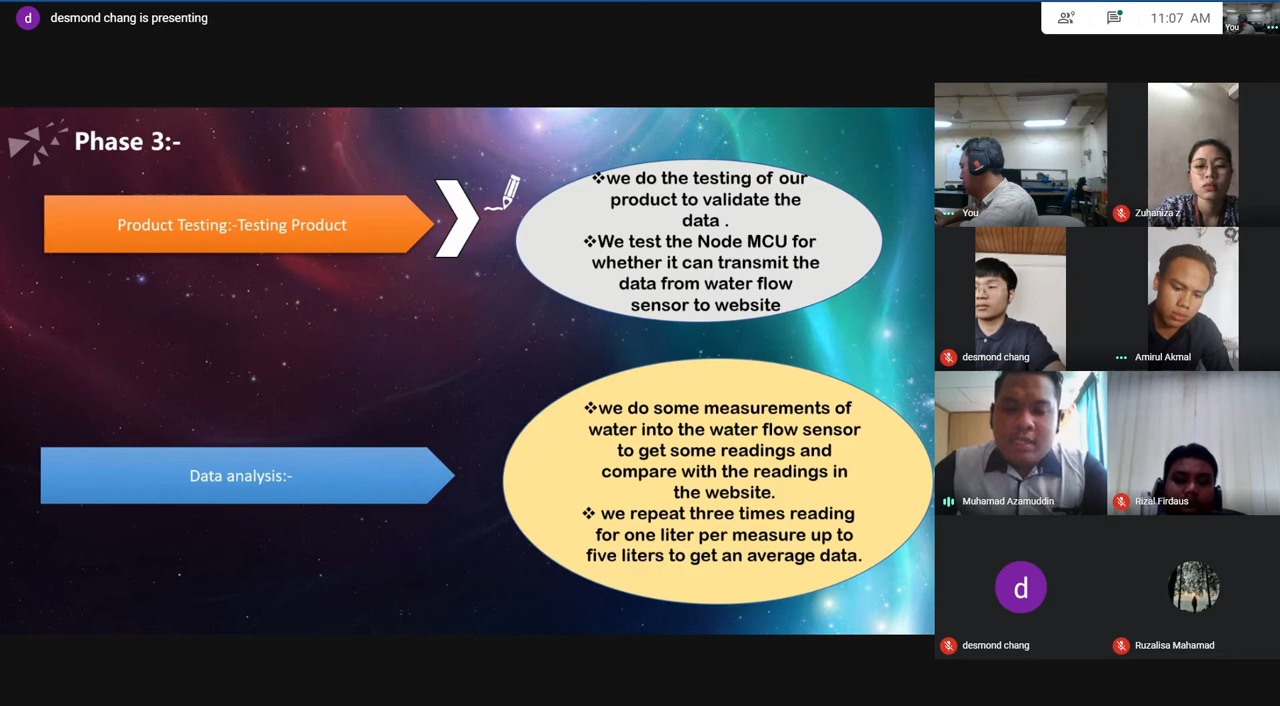 d
desmond chang is presenting
9
11:07 AM
You
Phase 3:-
Product Testing:-Testing Product
❖we do the testing of our
product to validate the
data .
❖We test the Node MCU for
whether it can transmit the
data from water flow
sensor to website
Data analysis:-
❖we do some measurements of
water into the water flow sensor
to get some readings and
compare with the readings in
the website.
❖ we repeat three times reading
for one liter per measure up to
five liters to get an average data.
You
Zuhaniza z
desmond chang
Amirul Akmal
Muhamad Azamuddin
Rizal Firdaus
d
desmond chang
Ruzalisa Mahamad